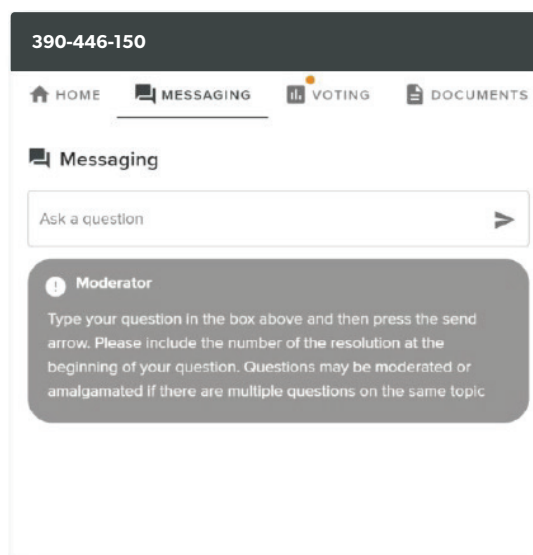 390-446-150
HOME MESSAGING VOTING DOCUMENTS
Messaging
Ask a question
Moderator
Type your question in the box above and then press the send
arrow. Please include the number of the resolution at the
beginning of your question. Questions may be moderated or
amalgamated if there are multiple questions on the same topic